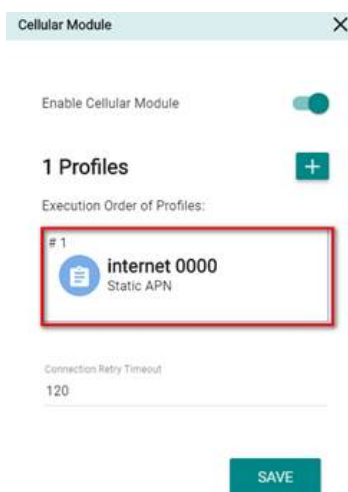 Cellular Module
Enable Cellular Module
1 Profiles
Execution Order of Profiles:
# 1
internet 0000
Static APN
Connection Retry Timeout
120
SAVE